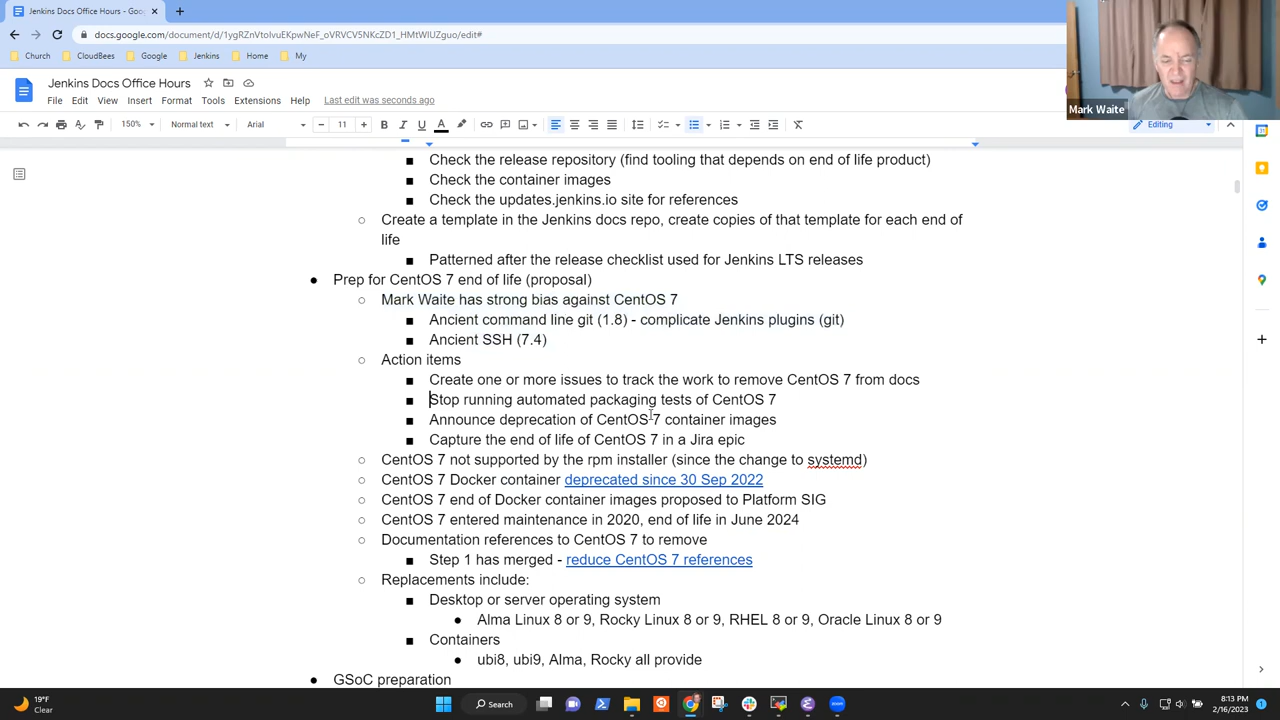 Jenkins Docs Office Hours - Goo
docs.google.com/document/d/1ygRZnVtoIvuEKpwNeF_oVRVCV5NKcZD1_HMtWIUZguo/edit#
Church CloudBees Google Jenkins Home My
Jenkins Docs Office Hours
File Edit View Insert Format Tools Extensions Help Last edit was seconds ago
150% Normal text Arial 11 Editing
Mark Waite
Check the release repository (find tooling that depends on end of life product)
Check the container images
Check the updates.jenkins.io site for references
Create a template in the Jenkins docs repo, create copies of that template for each end of
life
Patterned after the release checklist used for Jenkins LTS releases
Prep for CentOS 7 end of life (proposal)
Mark Waite has strong bias against CentOS 7
Ancient command line git (1.8) - complicate Jenkins plugins (git)
Ancient SSH (7.4)
Action items
Create one or more issues to track the work to remove CentOS 7 from docs
Stop running automated packaging tests of CentOS 7
Announce deprecation of CentOS 7 container images
Capture the end of life of CentOS 7 in a Jira epic
CentOS 7 not supported by the rpm installer (since the change to systemd)
CentOS 7 Docker container deprecated since 30 Sep 2022
CentOS 7 end of Docker container images proposed to Platform SIG
CentOS 7 entered maintenance in 2020, end of life in June 2024
Documentation references to CentOS 7 to remove
Step 1 has merged - reduce CentOS 7 references
Replacements include:
Desktop or server operating system
Alma Linux 8 or 9, Rocky Linux 8 or 9, RHEL 8 or 9, Oracle Linux 8 or 9
Containers
ubi8, ubi9, Alma, Rocky all provide
GSoC preparation
19°F
Clear
Search
8:13 PM
2/16/2023